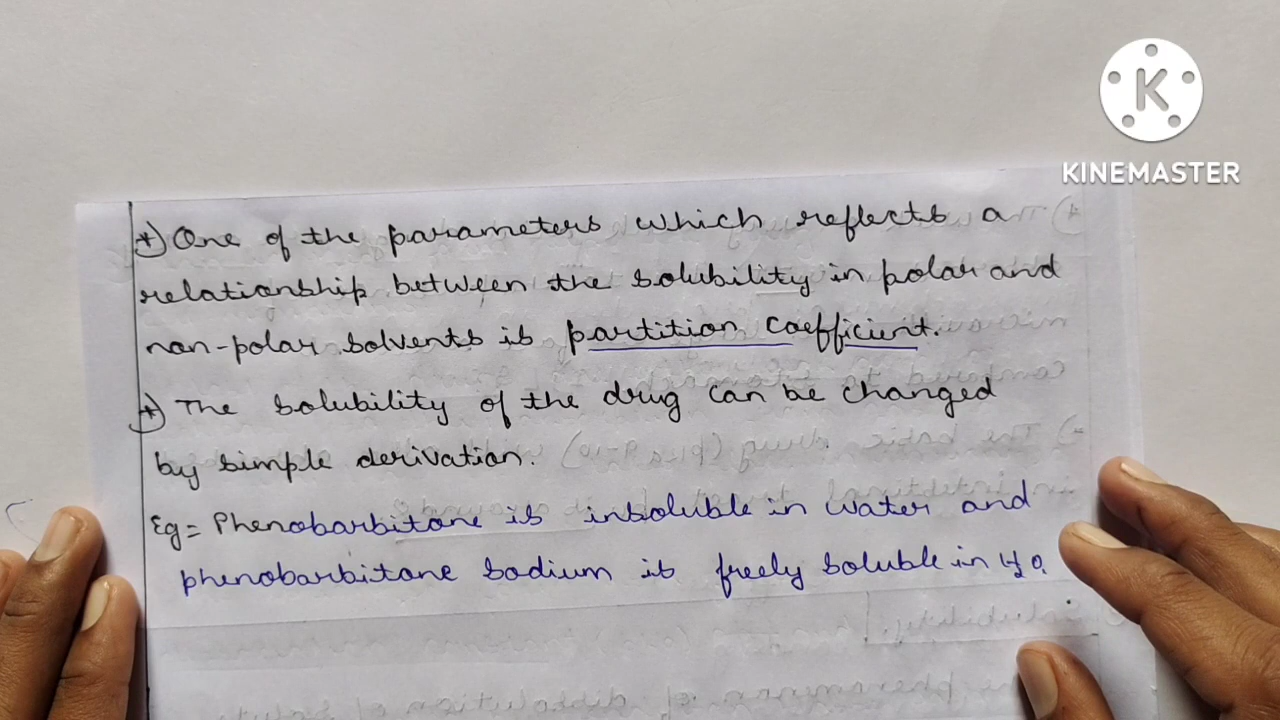 K
KINEMASTER
*) One of the parameters which reflects a
relationship between the solubility in polar and
non-polar solvents is partition coefficient.
*) The solubility of the drug can be changed
by simple derivation.
Eg = Phenobarbitone is insoluble in water and
phenobarbitone sodium is freely soluble in H₂O.